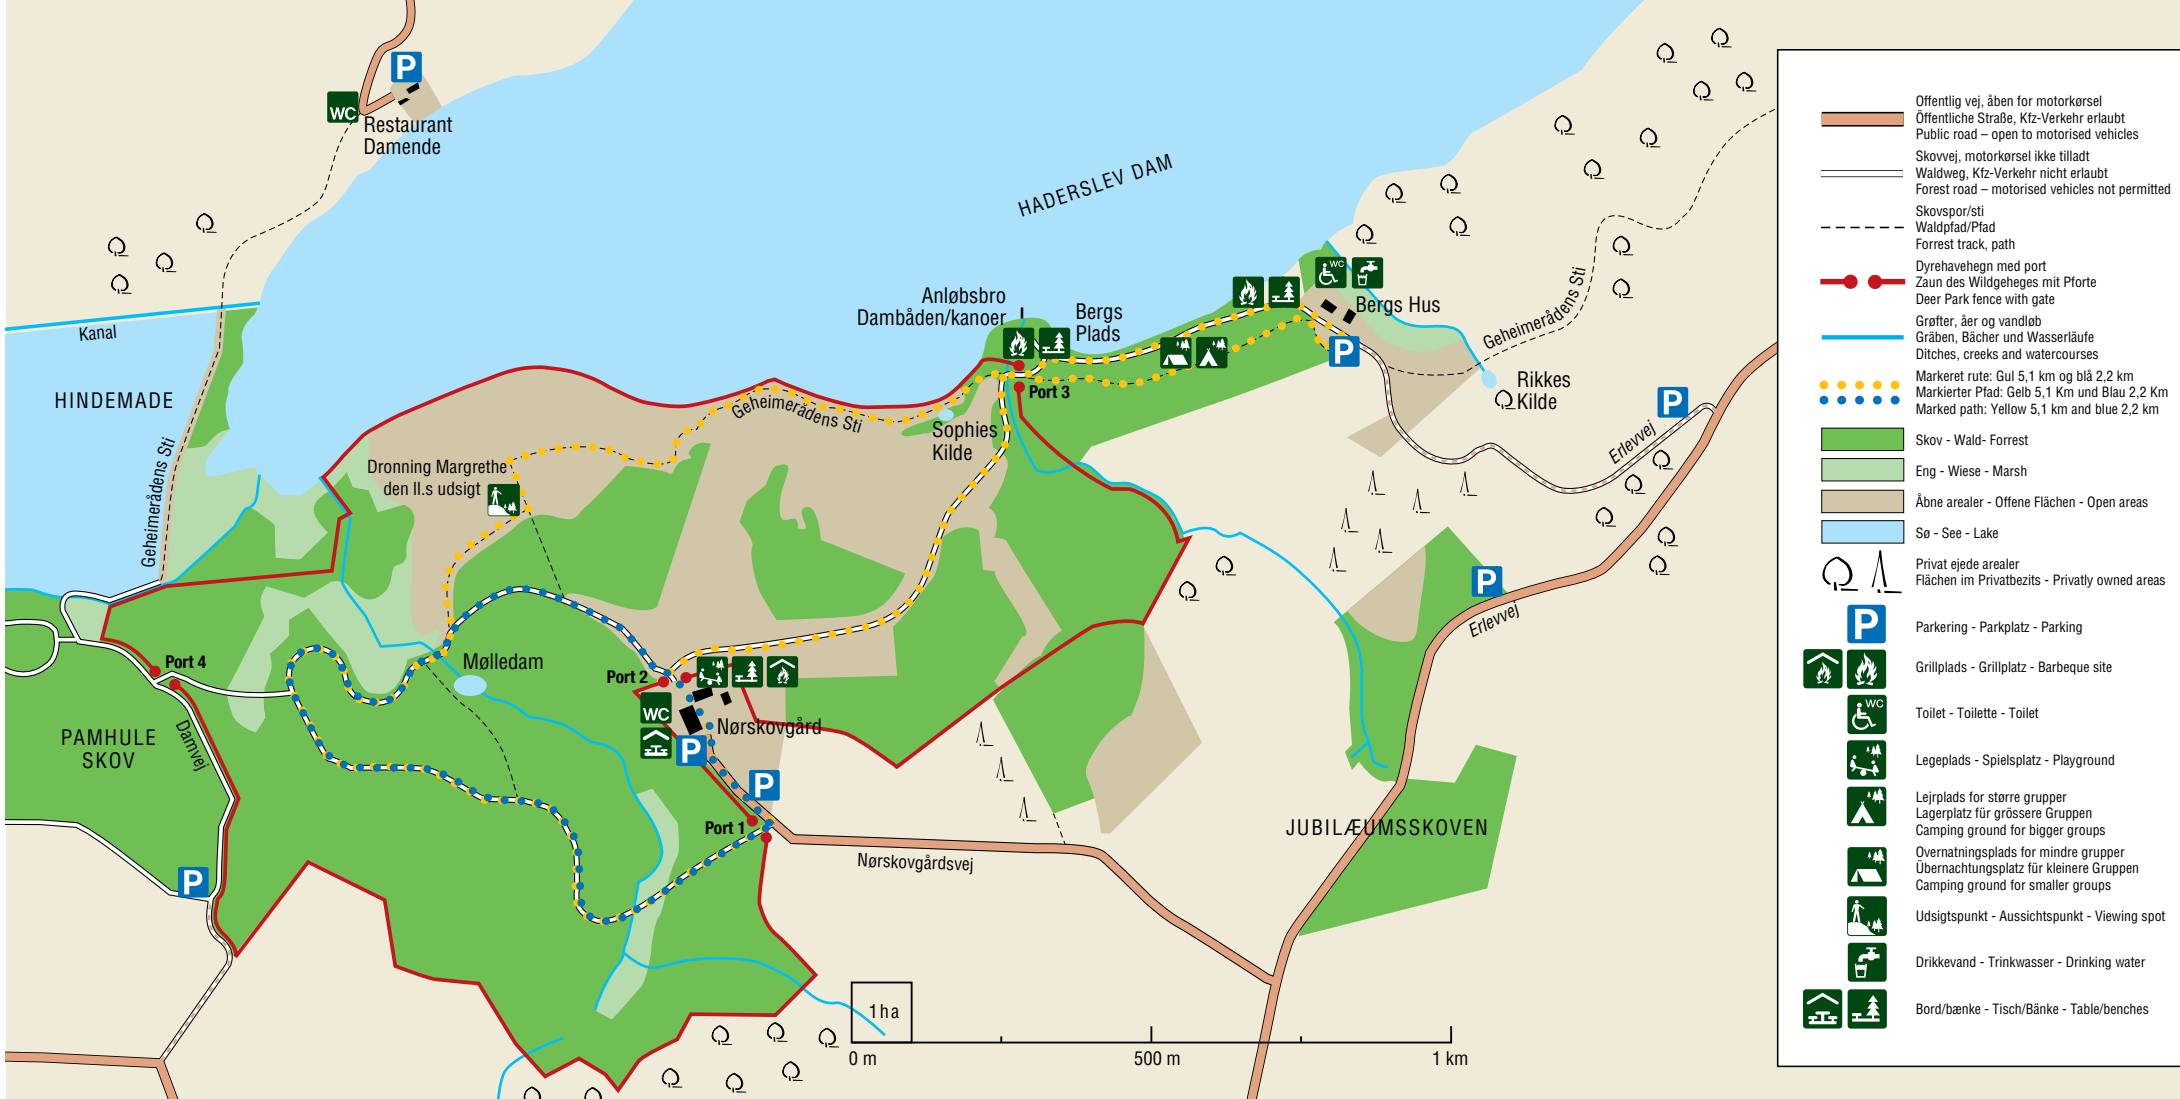 P
WC
Restaurant
Damende
HADERSLEV DAM
Kanal
HINDEMADE
Geheimerådens Sti
Anløbsbro
Dambåden/kanoer
Bergs
Plads
WC
Bergs Hus
P
Geheimerådens Sti
Rikkes
Kilde
P
Erlevvej
Port 3
Geheimerådens Sti
Sophies
Kilde
Dronning Margrethe
den II.s udsigt
P
Erlevvej
Port 4
Mølledam
Port 2
WC
Nørskovgård
P
P
PAMHULE
SKOV
Damvej
Port 1
Nørskovgårdsvej
JUBILÆUMSSKOVEN
P
1 ha
0 m
500 m
1 km
Offentlig vej, åben for motorkørsel
Öffentliche Straße, Kfz-Verkehr erlaubt
Public road – open to motorised vehicles
Skovvej, motorkørsel ikke tilladt
Waldweg, Kfz-Verkehr nicht erlaubt
Forest road – motorised vehicles not permitted
Skovspor/sti
Waldpfad/Pfad
Forrest track, path
Dyrehavehegn med port
Zaun des Wildgeheges mit Pforte
Deer Park fence with gate
Grøfter, åer og vandløb
Gräben, Bächer und Wasserläufe
Ditches, creeks and watercourses
Markeret rute: Gul 5,1 km og blå 2,2 km
Markierter Pfad: Gelb 5,1 Km und Blau 2,2 Km
Marked path: Yellow 5,1 km and blue 2,2 km
Skov - Wald- Forrest
Eng - Wiese - Marsh
Åbne arealer - Offene Flächen - Open areas
Sø - See - Lake
Privat ejede arealer
Flächen im Privatbezits - Privatly owned areas
P
Parkering - Parkplatz - Parking
Grillplads - Grillplatz - Barbeque site
WC
Toilet - Toilette - Toilet
Legeplads - Spielsplatz - Playground
Lejrplads for større grupper
Lagerplatz für grössere Gruppen
Camping ground for bigger groups
Overnatningsplads for mindre grupper
Übernachtungsplatz für kleinere Gruppen
Camping ground for smaller groups
Udsigtspunkt - Aussichtspunkt - Viewing spot
Drikkevand - Trinkwasser - Drinking water
Bord/bænke - Tisch/Bänke - Table/benches